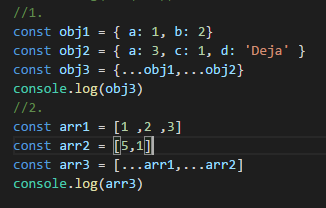 //1.
const obj1 = { a: 1, b: 2}
const obj2 = { a: 3, c: 1, d: 'Deja' }
const obj3 = {...obj1,...obj2}
console.log(obj3)
//2.
const arr1 = [1 ,2 ,3]
const arr2 = [5,1]
const arr3 = [...arr1,...arr2]
console.log(arr3)